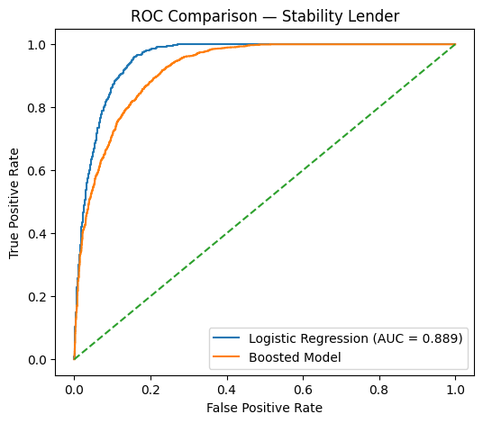 ROC Comparison — Stability Lender
True Positive Rate
1.0
0.8
0.6
0.4
0.2
0.0
Logistic Regression (AUC = 0.889)
Boosted Model
0.0 0.2 0.4 0.6 0.8 1.0
False Positive Rate